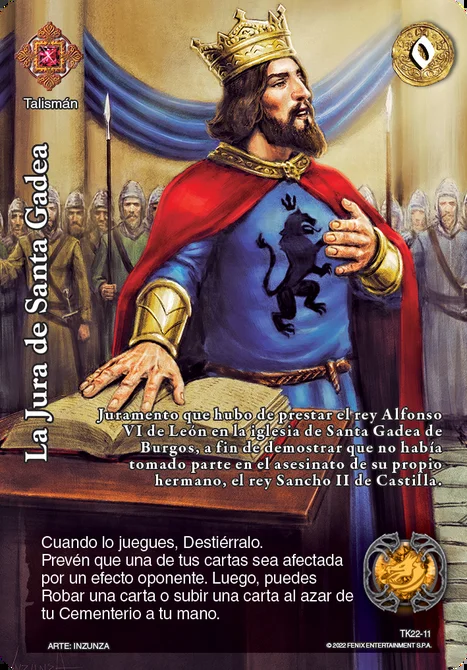 0
Talismán
La Jura de Santa Gadea
Juramento que hubo de prestar el rey Alfonso
VI de León en la iglesia de Santa Gadea de
Burgos, a fin de demostrar que no había
tomado parte en el asesinato de su propio
hermano, el rey Sancho II de Castilla.
Cuando lo juegues, Destiérralo.
Prevén que una de tus cartas sea afectada
por un efecto oponente. Luego, puedes
Robar una carta o subir una carta al azar de
tu Cementerio a tu mano.
TK22-11
ARTE: INZUNZA
©2022 FENIX ENTERTAINMENT S.P.A.